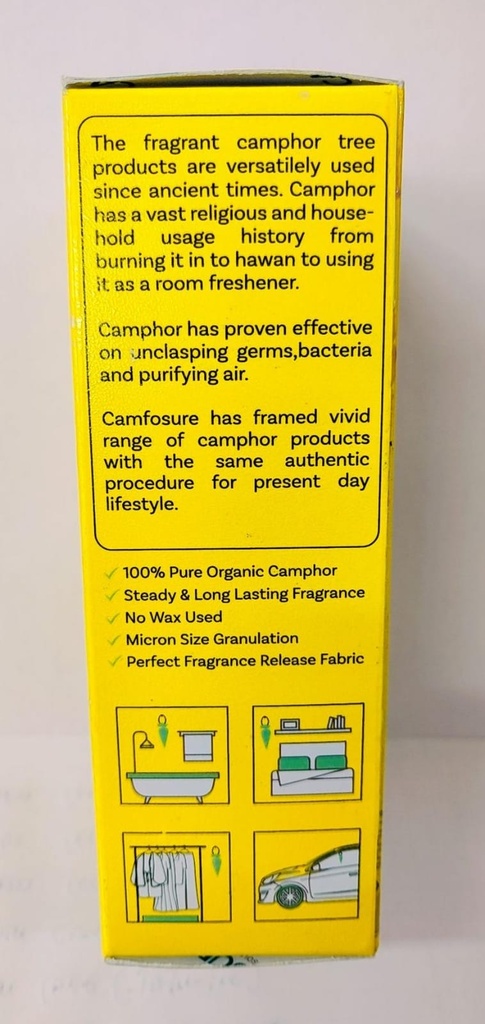 The fragrant camphor tree
products are versatilely used
since ancient times. Camphor
has a vast religious and house-
hold usage history from
burning it in to hawan to using
it as a room freshener.
Camphor has proven effective
on unclasping germs,bacteria
and purifying air.
Camfosure has framed vivid
range of camphor products
with the same authentic
procedure for present day
lifestyle.
100% Pure Organic Camphor
Steady & Long Lasting Fragrance
No Wax Used
Micron Size Granulation
Perfect Fragrance Release Fabric